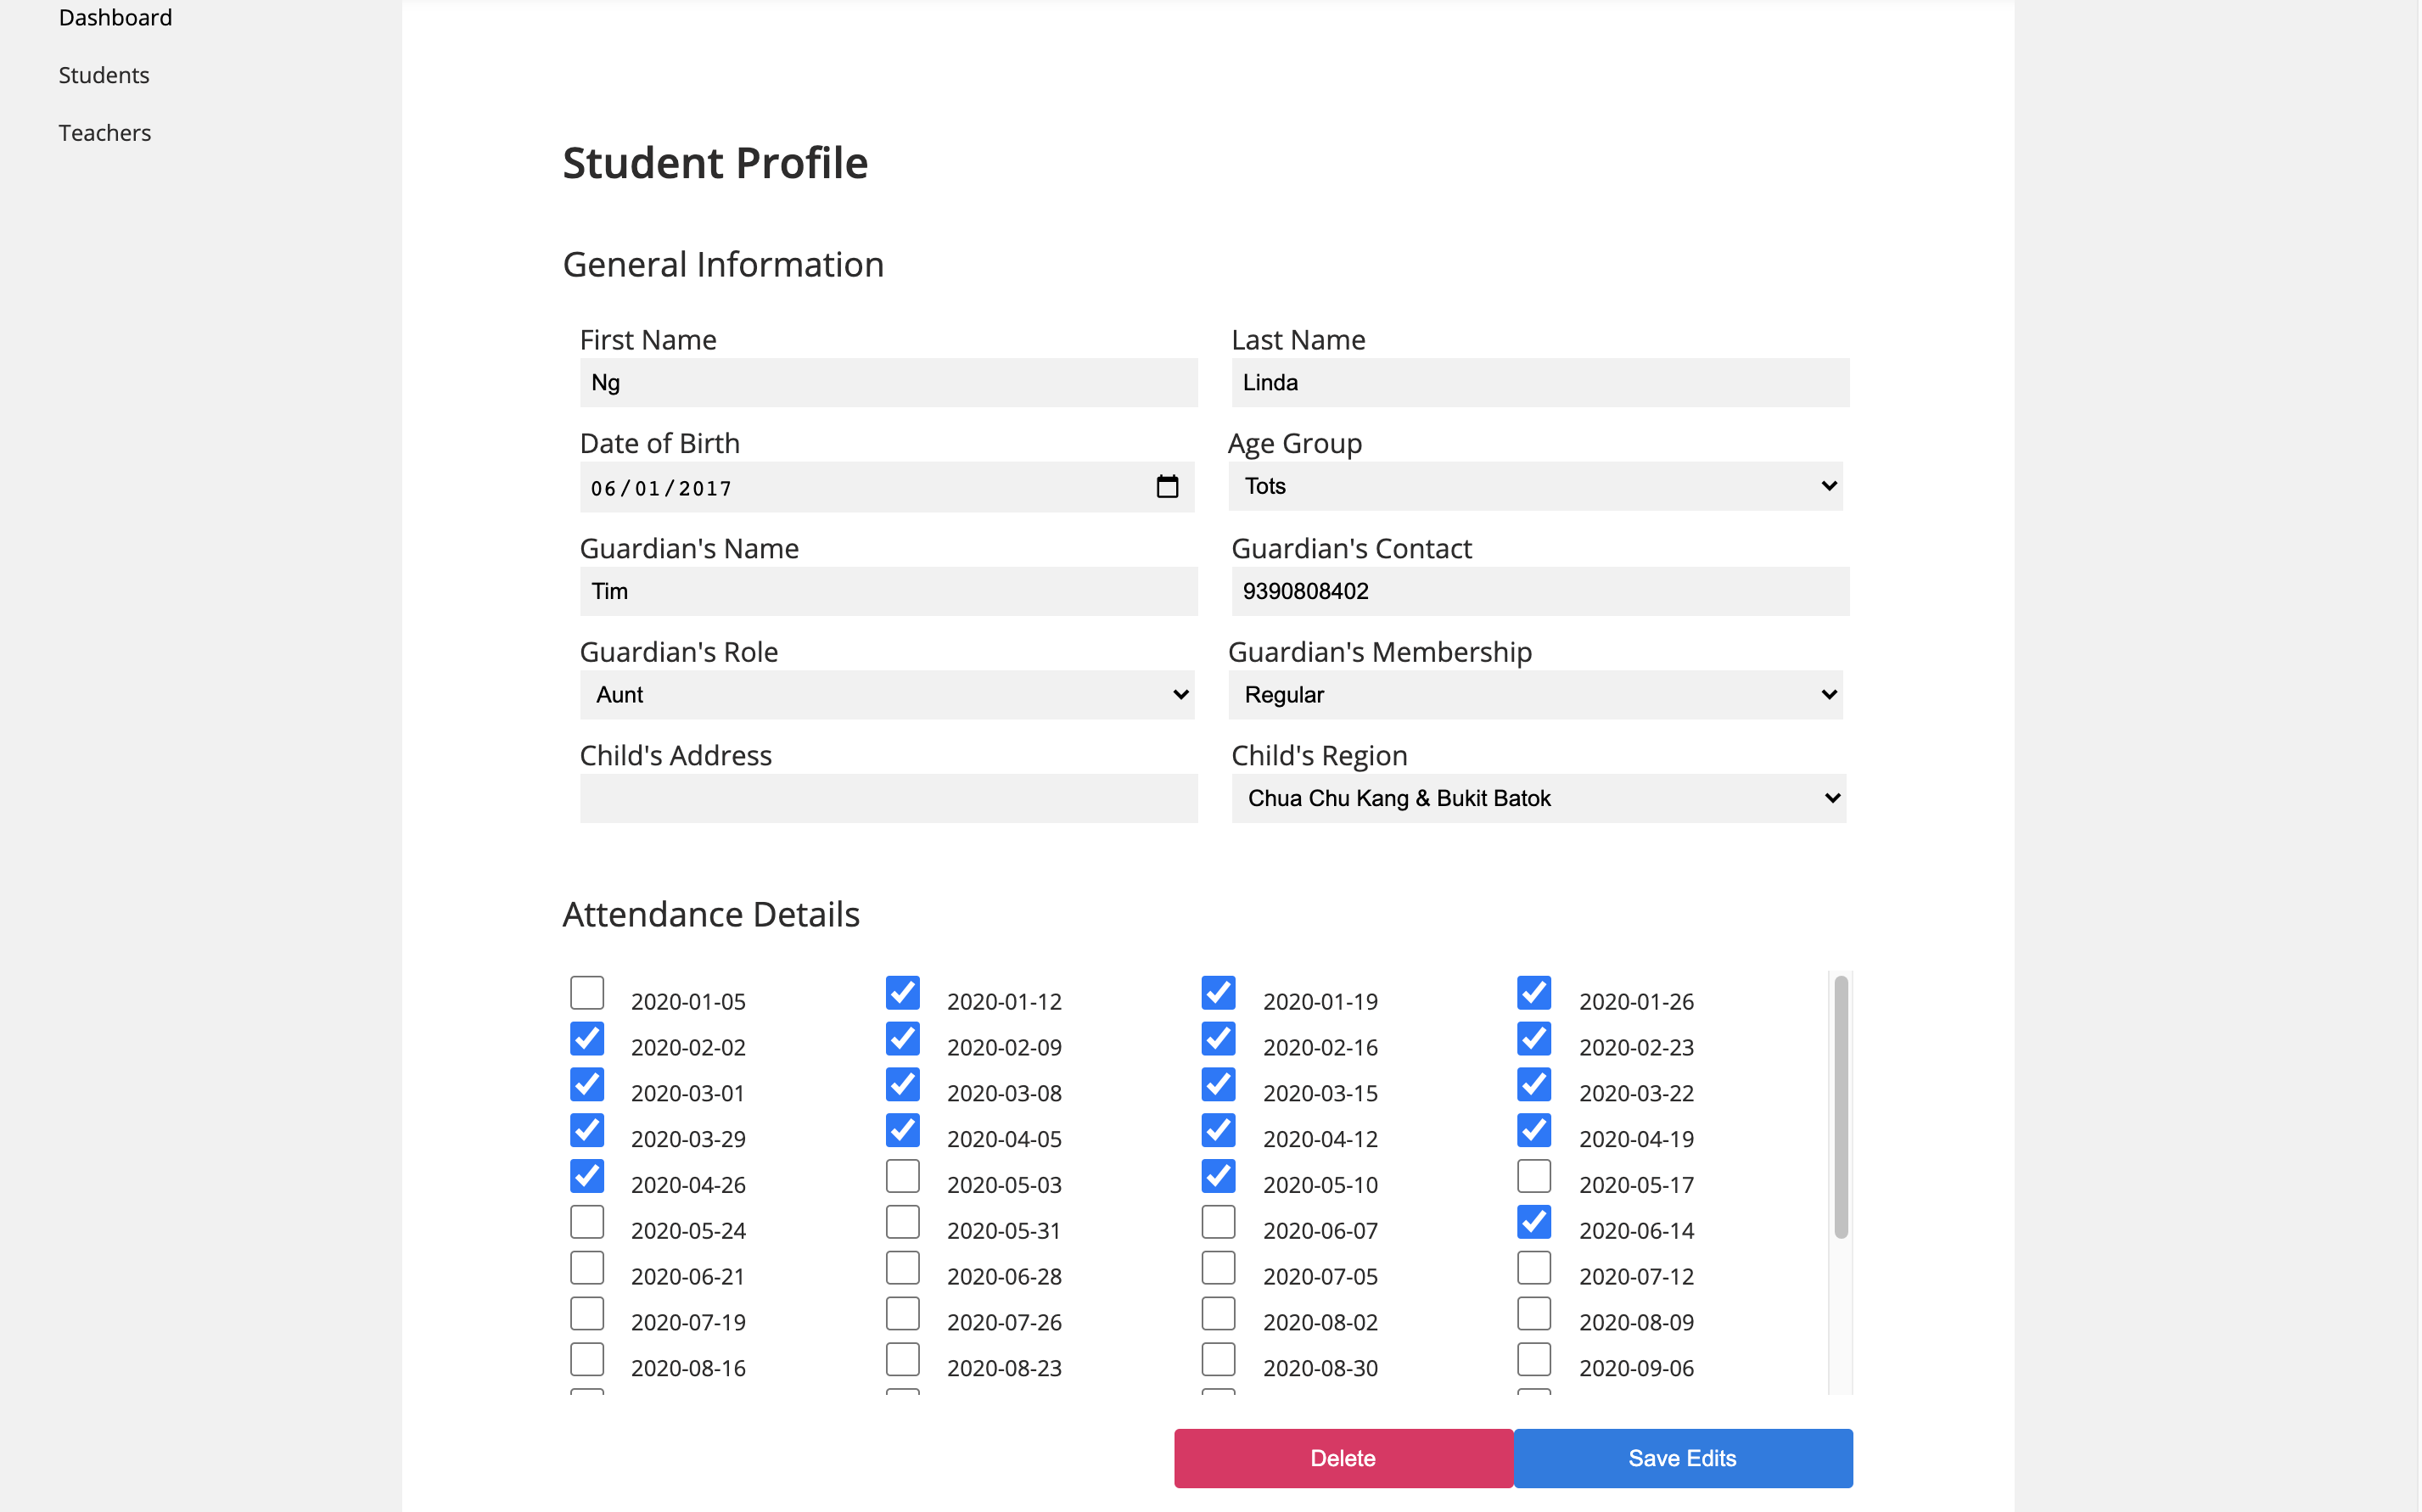 Dashboard
Students
Teachers
Student Profile
General Information
First Name
Last Name
Ng
Linda
Date of Birth
Age Group
06/01/2017
Tots
Guardian's Name
Guardian's Contact
Tim
9390808402
Guardian's Role
Guardian's Membership
Aunt
Regular
Child's Address
Child's Region
Chua Chu Kang & Bukit Batok
Attendance Details
2020-01-05 2020-01-12 2020-01-19 2020-01-26
2020-02-02 2020-02-09 2020-02-16 2020-02-23
2020-03-01 2020-03-08 2020-03-15 2020-03-22
2020-03-29 2020-04-05 2020-04-12 2020-04-19
2020-04-26 2020-05-03 2020-05-10 2020-05-17
2020-05-24 2020-05-31 2020-06-07 2020-06-14
2020-06-21 2020-06-28 2020-07-05 2020-07-12
2020-07-19 2020-07-26 2020-08-02 2020-08-09
2020-08-16 2020-08-23 2020-08-30 2020-09-06
Delete
Save Edits